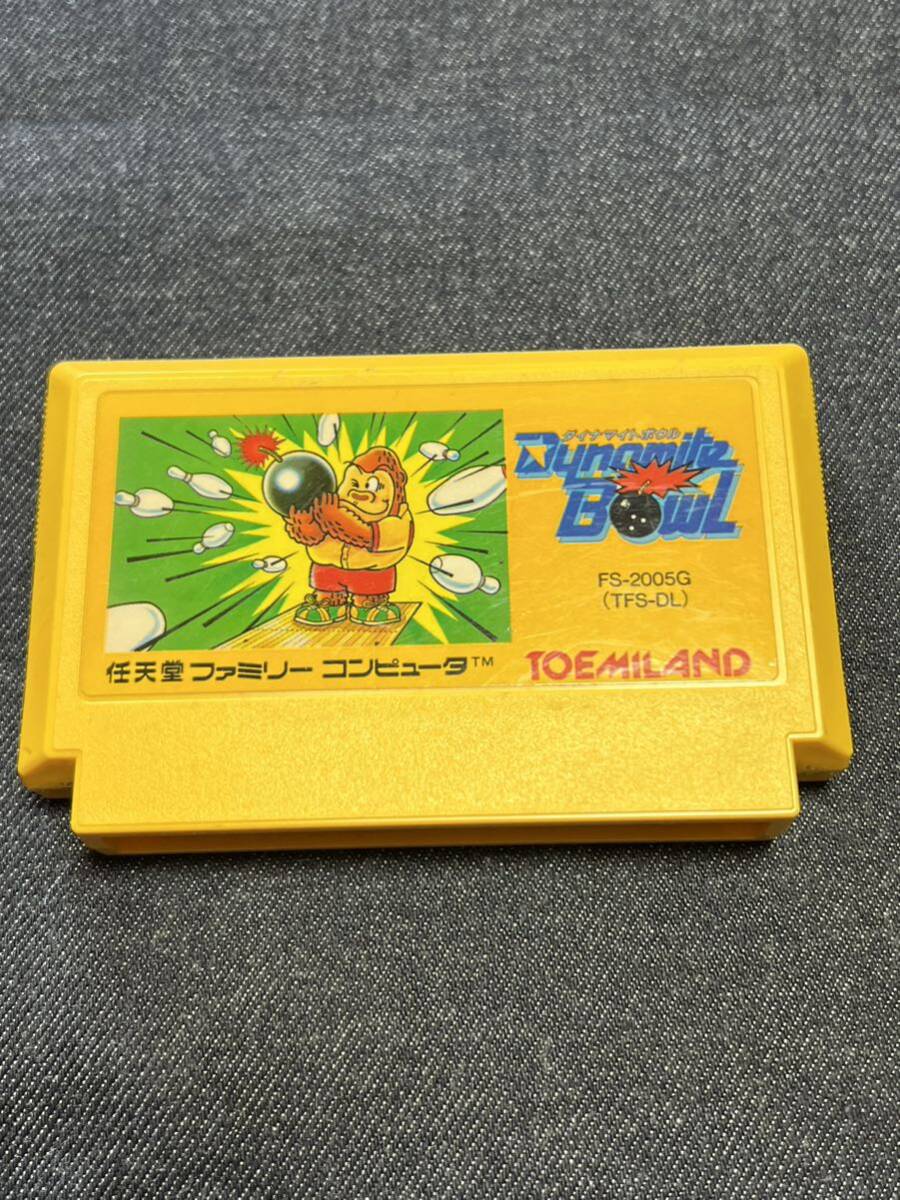 ダイナマイトボウル
Dynamite
Bowl
FS-2005G
(TFS-DL)
任天堂 ファミリー コンピュータ™
TOEMILAND